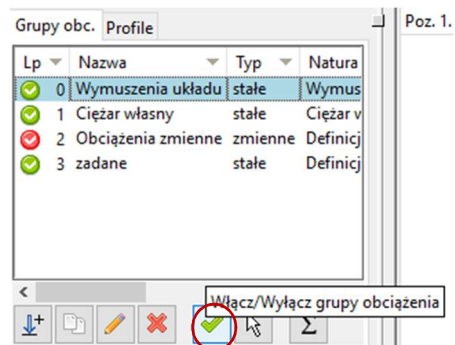 Grupy obc. Profile
Poz. 1.
Lp Nazwa Typ Natura
0 Wymuszenia układu stałe Wymus
1 Ciężar własny stałe Ciężar v
2 Obciążenia zmienne zmienne Definicj
3 zadane stałe Definicj
Włącz/Wyłącz grupy obciążenia
Σ